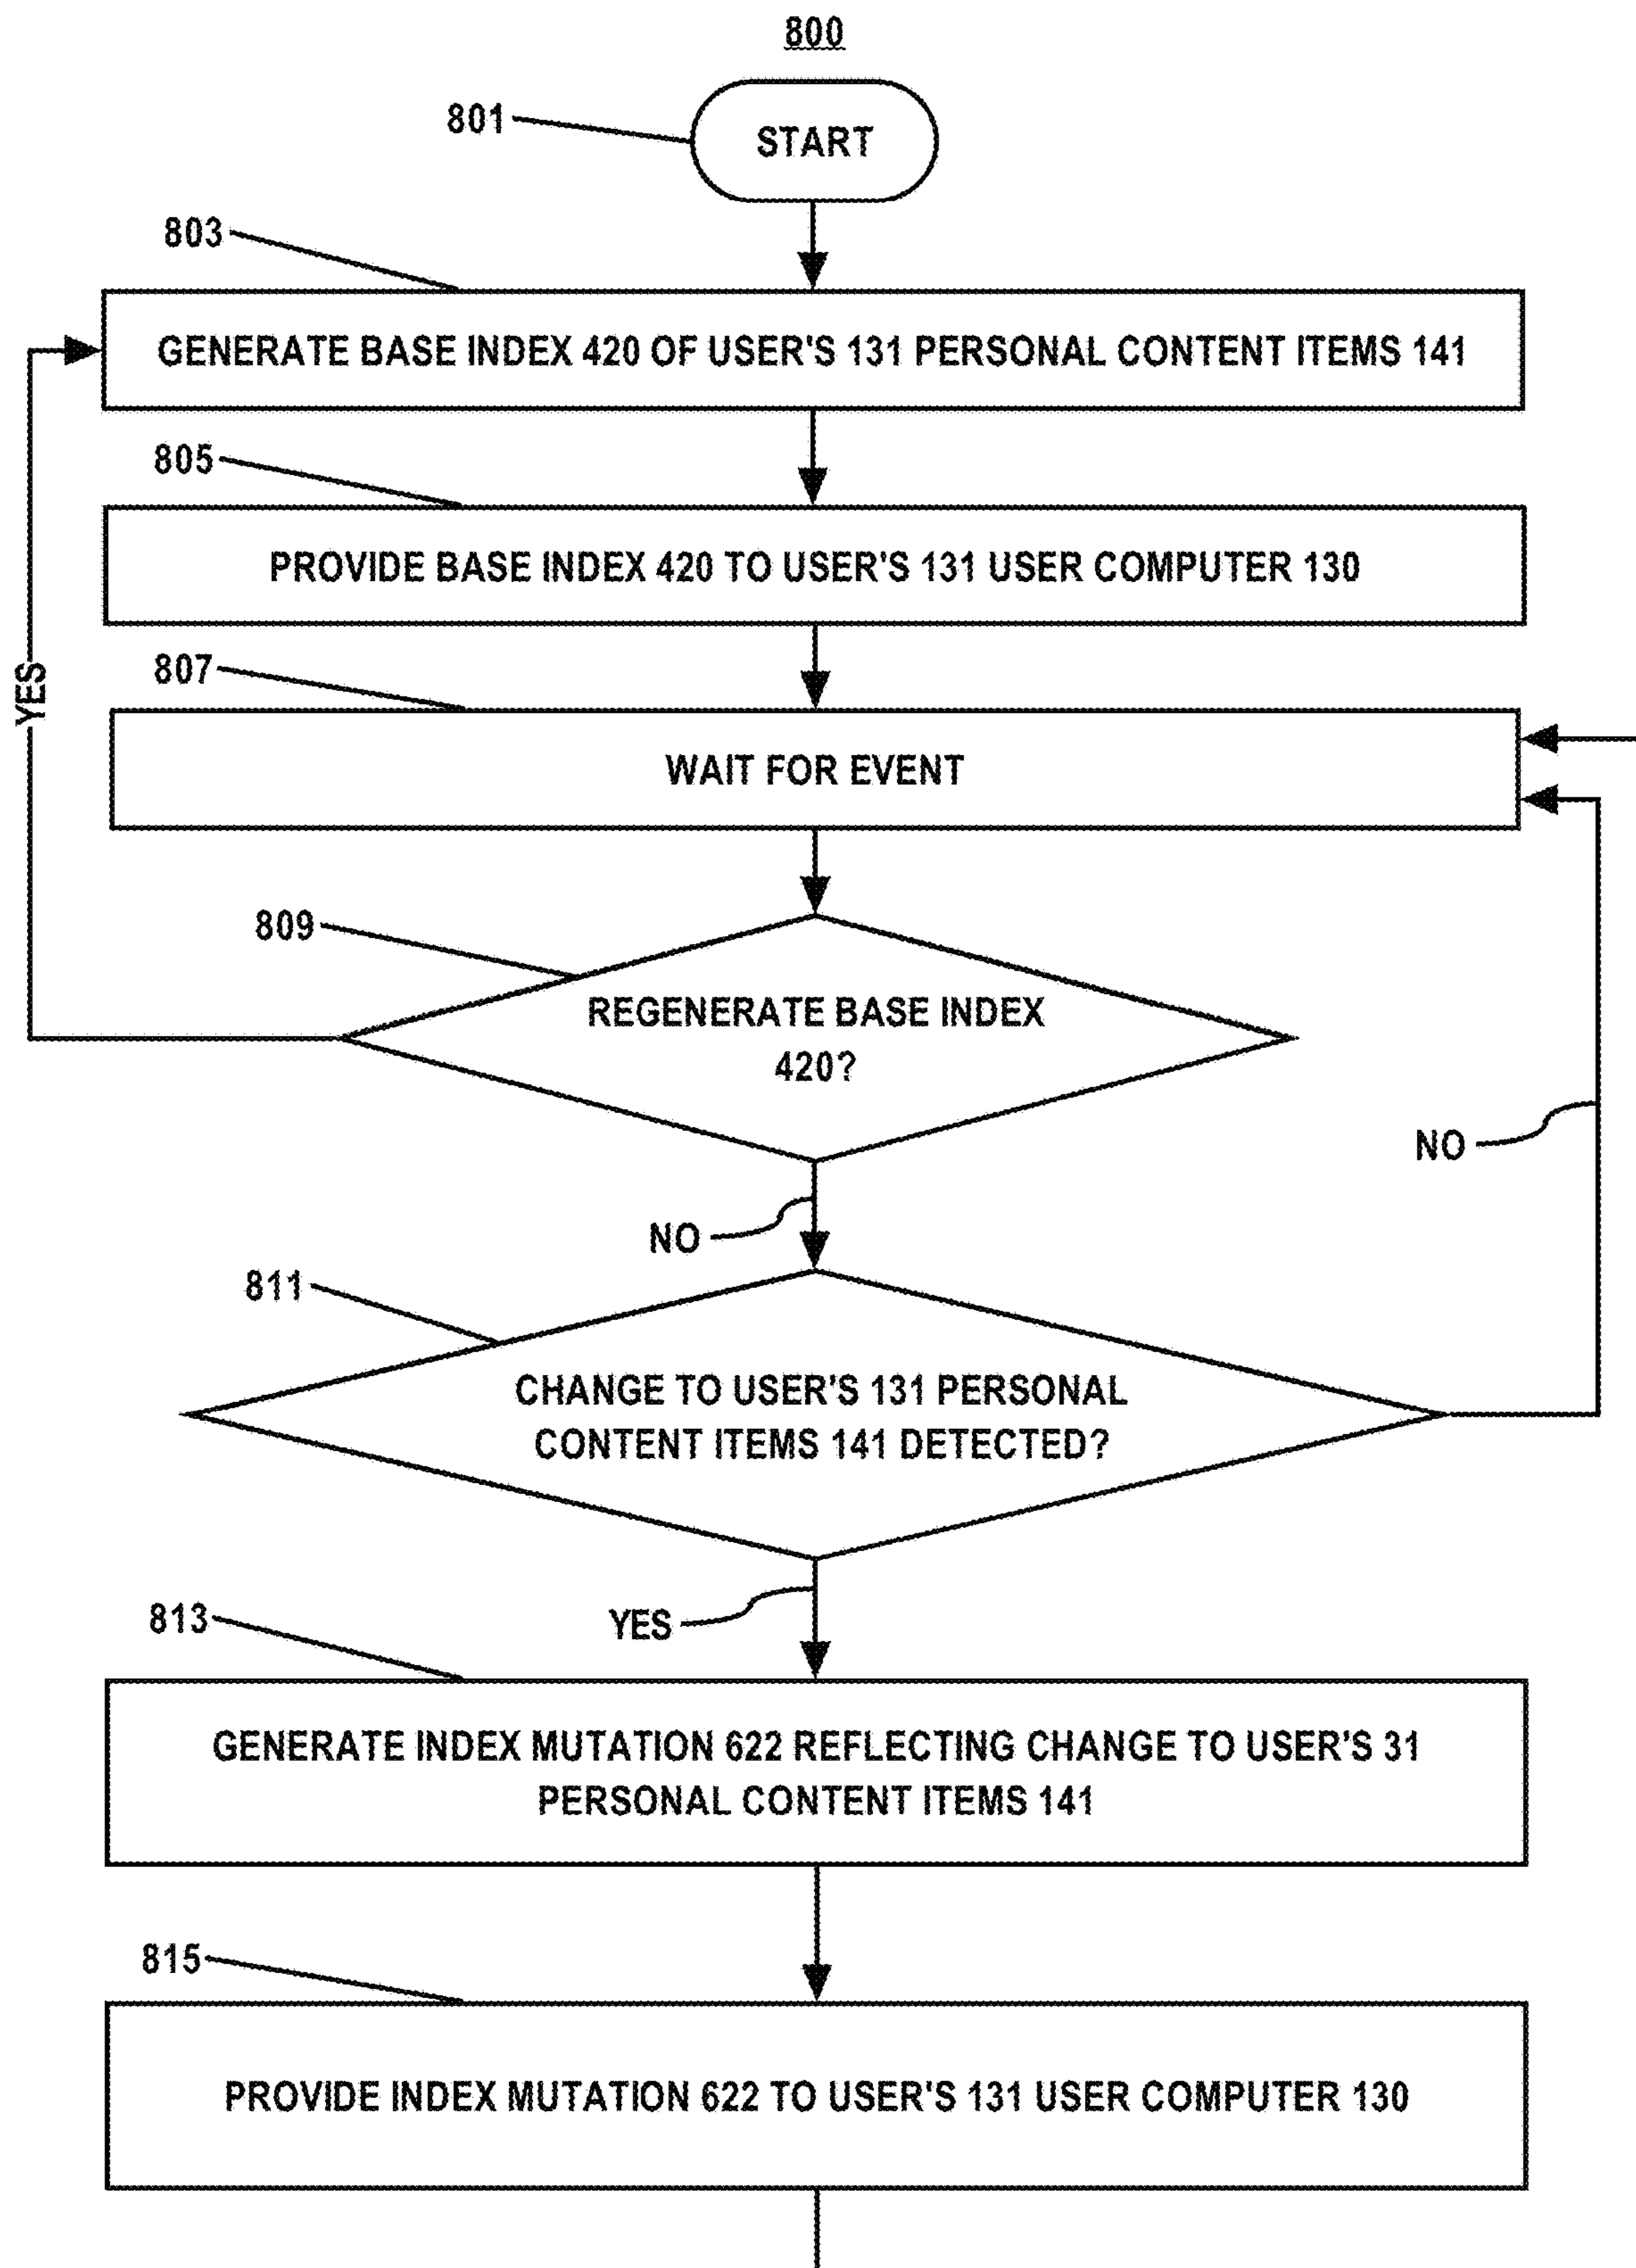 800
801
START
803
GENERATE BASE INDEX 420 OF USER'S 131 PERSONAL CONTENT ITEMS 141
805
PROVIDE BASE INDEX 420 TO USER'S 131 USER COMPUTER 130
YES
807
WAIT FOR EVENT
809
REGENERATE BASE INDEX
420?
NO
NO
811
CHANGE TO USER'S 131 PERSONAL
CONTENT ITEMS 141 DETECTED?
YES
813
GENERATE INDEX MUTATION 622 REFLECTING CHANGE TO USER'S 31
PERSONAL CONTENT ITEMS 141
815
PROVIDE INDEX MUTATION 622 TO USER'S 131 USER COMPUTER 130